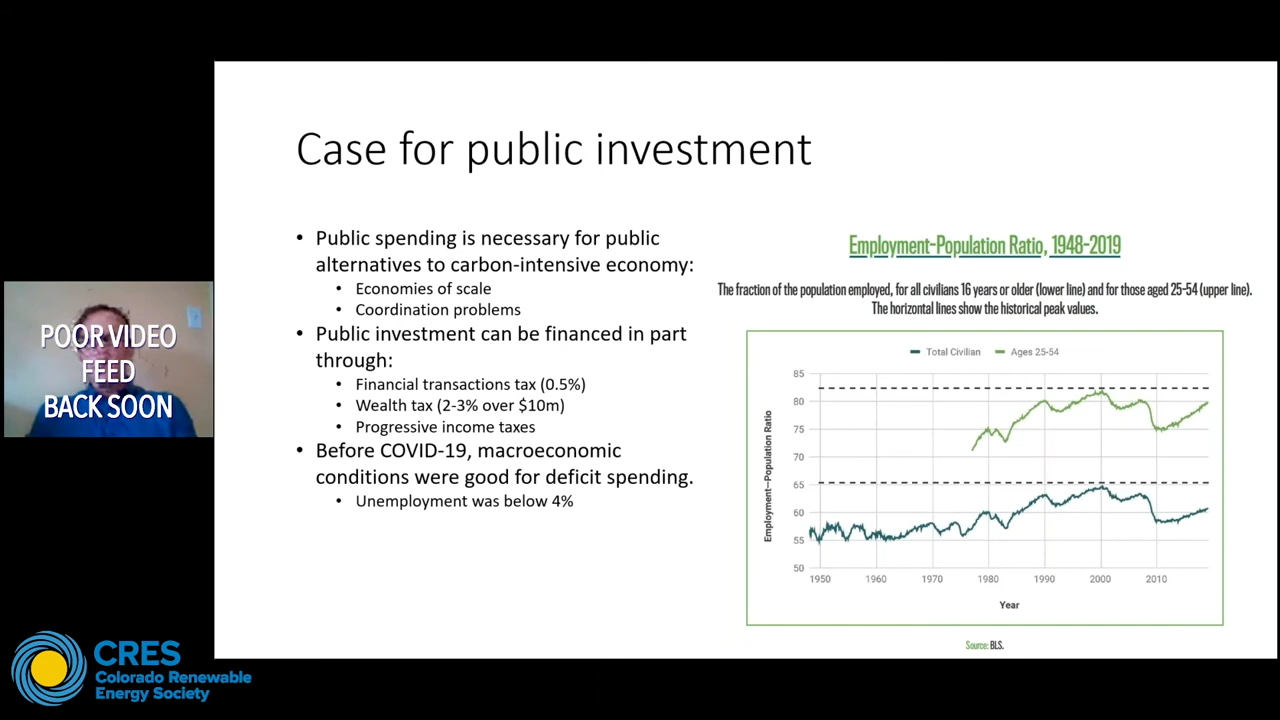 Case for public investment
• Public spending is necessary for public
alternatives to carbon-intensive economy:
• Economies of scale
• Coordination problems
• Public investment can be financed in part
through:
• Financial transactions tax (0.5%)
• Wealth tax (2-3% over $10m)
• Progressive income taxes
• Before COVID-19, macroeconomic
conditions were good for deficit spending.
• Unemployment was below 4%
Employment-Population Ratio, 1948-2019
The fraction of the population employed, for all civilians 16 years or older (lower line) and for those aged 25-54 (upper line).
The horizontal lines show the historical peak values.
Total Civilian Ages 25-54
Employment—Population Ratio
85
80
75
70
65
60
55
50
1950 1960 1970 1980 1990 2000 2010
Year
Source: BLS.
POOR VIDEO
FEED
BACK SOON
CRES
Colorado Renewable
Energy Society